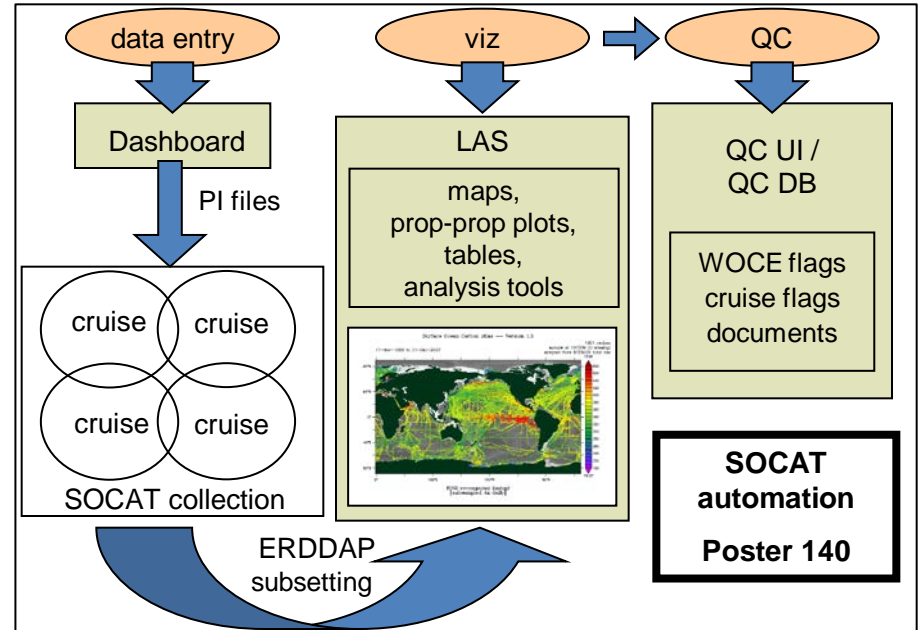 data entry
viz
QC
Dashboard
PI files
cruise
cruise
cruise
cruise
SOCAT collection
ERDDAP
subsetting
LAS
maps,
prop-prop plots,
tables,
analysis tools
QC UI /
QC DB
WOCE flags
cruise flags
documents
SOCAT
automation
Poster 140